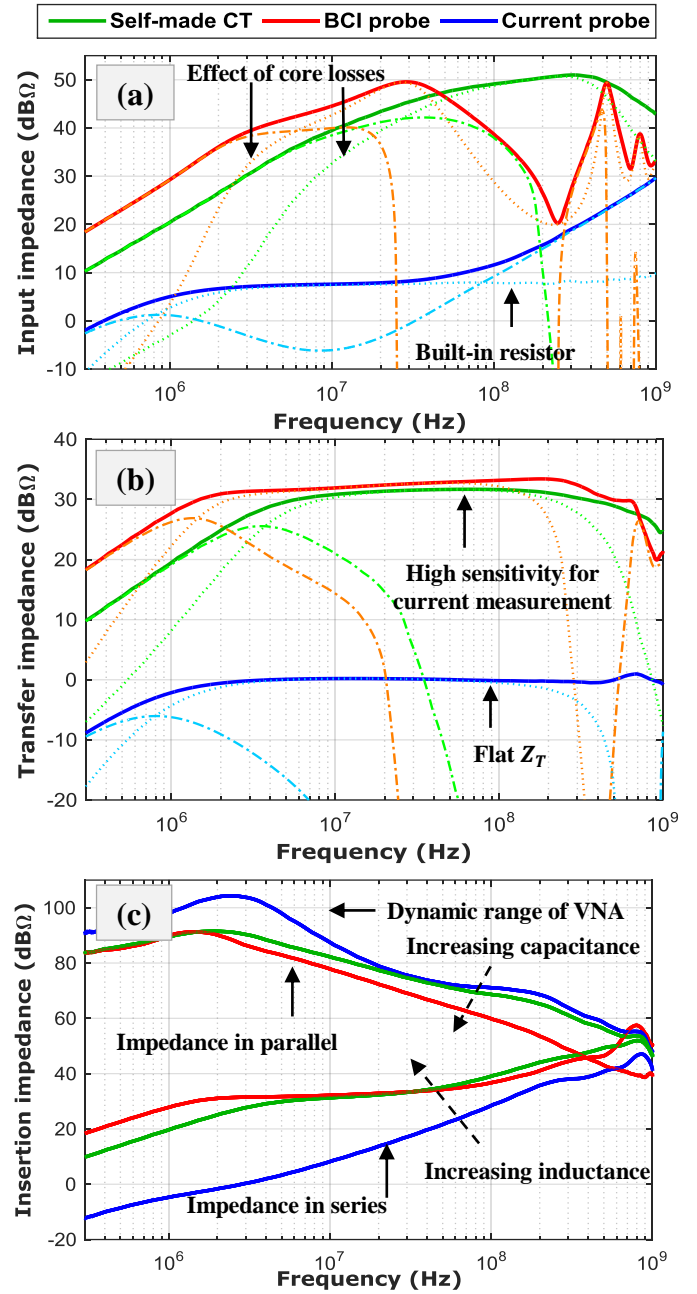 Self-made CT BCI probe Current probe
(a)
Effect of core losses
Built-in resistor
Input impedance (dBΩ)
50
40
30
20
10
0
-10
10^6 10^7 10^8 10^9
Frequency (Hz)
(b)
High sensitivity for
current measurement
Flat Z_T
Transfer impedance (dBΩ)
40
30
20
10
0
-10
-20
10^6 10^7 10^8 10^9
Frequency (Hz)
(c)
Dynamic range of VNA
Increasing capacitance
Impedance in parallel
Increasing inductance
Impedance in series
Insertion impedance (dBΩ)
100
80
60
40
20
0
-20
10^6 10^7 10^8 10^9
Frequency (Hz)